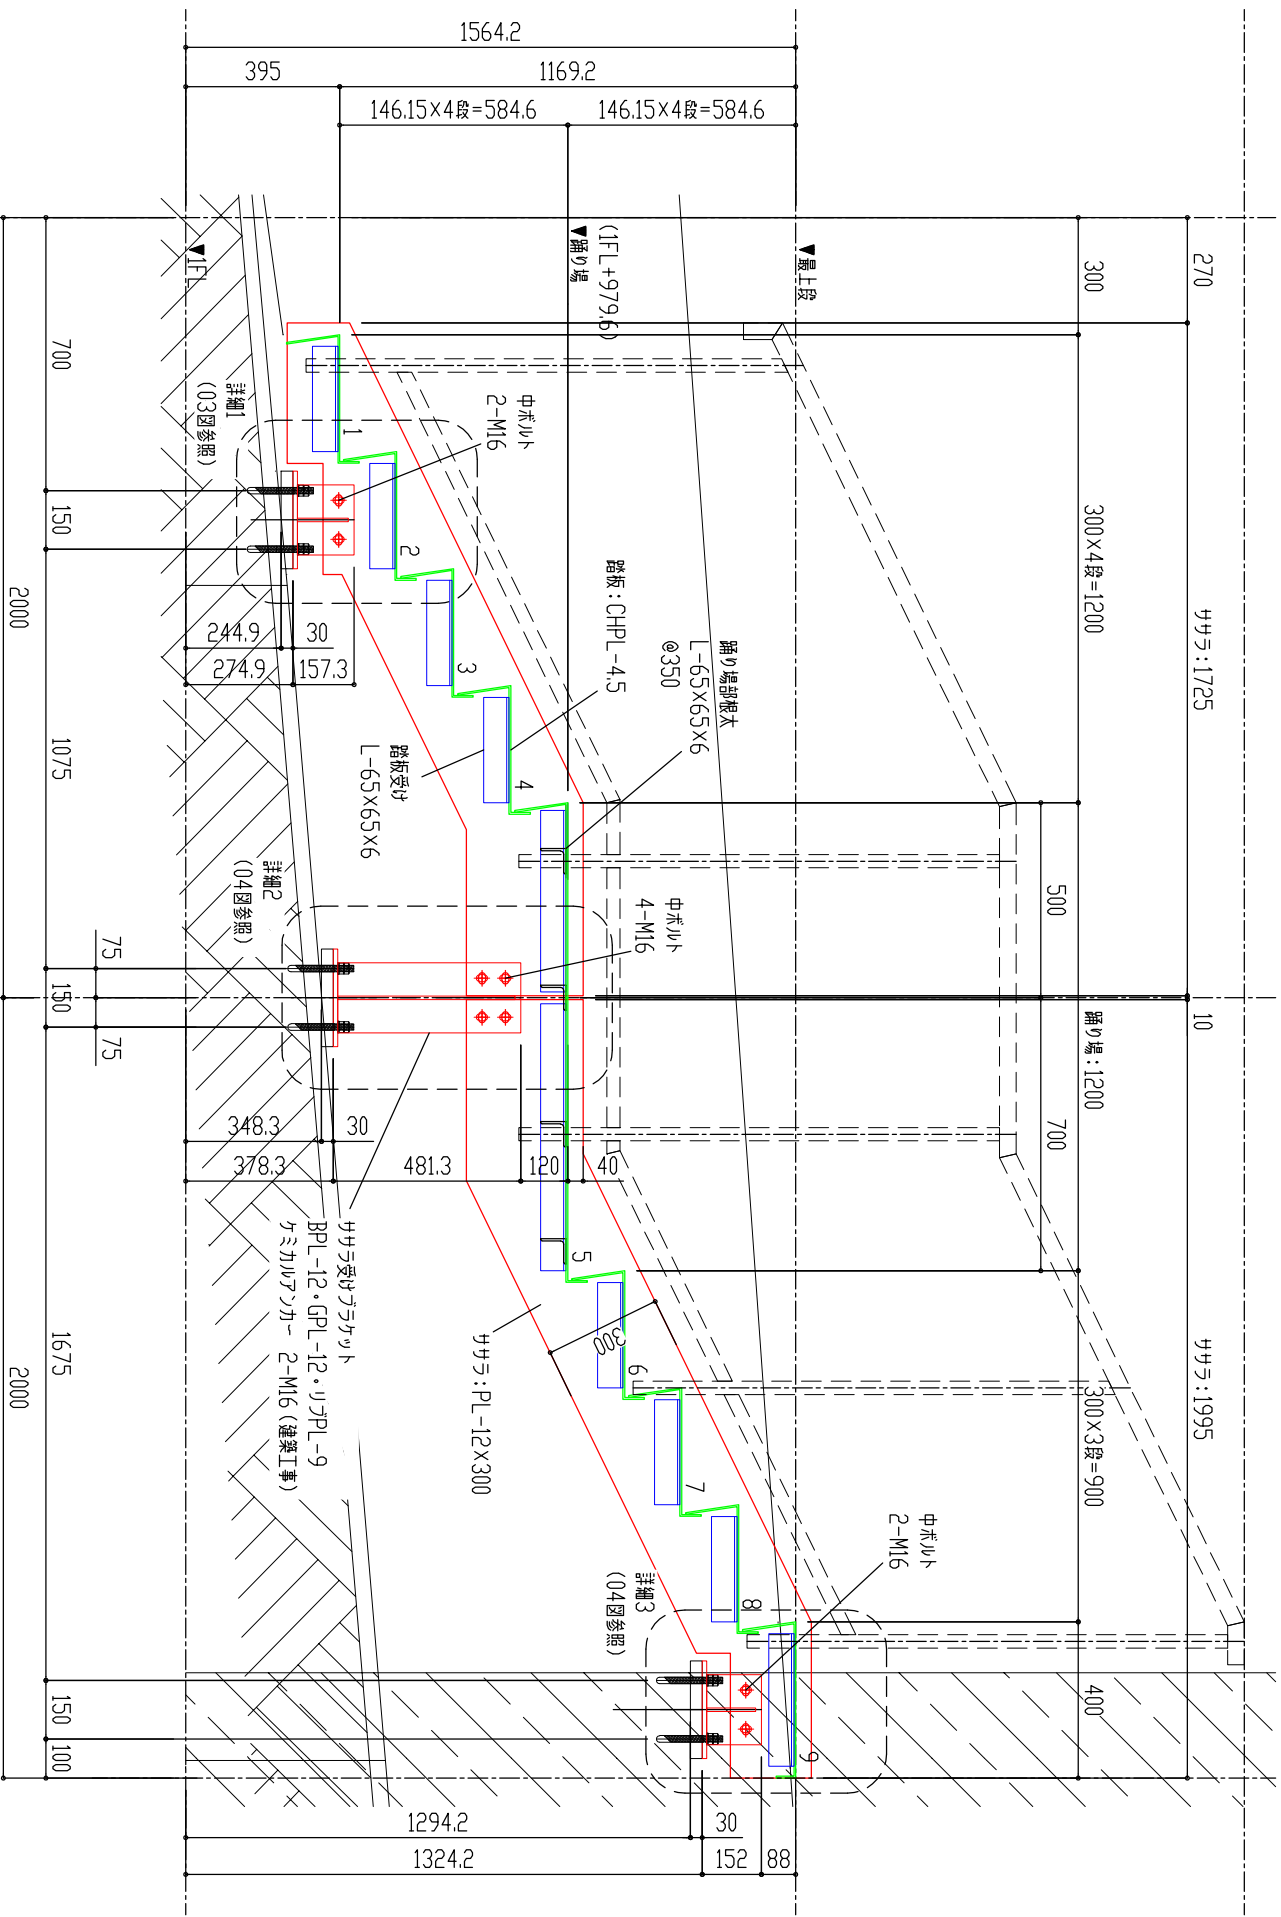 1564.2
395
1169.2
146.15×4段=584.6
146.15×4段=584.6
270
ササラ:1725
10
ササラ:1995
300
300×4段=1200
踊り場:1200
300×3段=900
400
500
700
▼最上段
▼踊り場
(1FL+979.6)
▼1FL
中ボルト
2-M16
踏板:CHPL-4.5
踊り場部根太
L-65×65×6
@350
踏板受け
L-65×65×6
中ボルト
4-M16
中ボルト
2-M16
詳細1
(03図参照)
詳細2
(04図参照)
詳細3
(04図参照)
1
2
3
4
5
6
7
8
9
300
ササラ:PL-12×300
ササラ受けブラケット
BPL-12・GPL-12・リブPL-9
ケミカルアンカー 2-M16(建築工事)
244.9
30
274.9
157.3
348.3
30
378.3
481.3
120
40
1294.2
30
1324.2
152
88
75
75
700
150
1075
150
1675
150
100
2000
2000